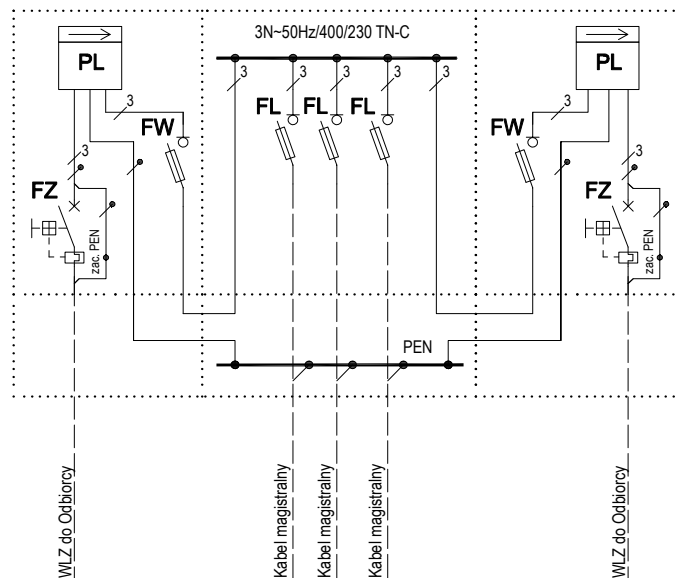 3N~50Hz/400/230 TN-C
PL
PL
3
3
3
3
3
3
3
FW
FL
FL
FL
FW
3
3
FZ
FZ
zac. PEN
zac. PEN
PEN
WLZ do Odbiorcy
Kabel magistralny
Kabel magistralny
Kabel magistralny
WLZ do Odbiorcy